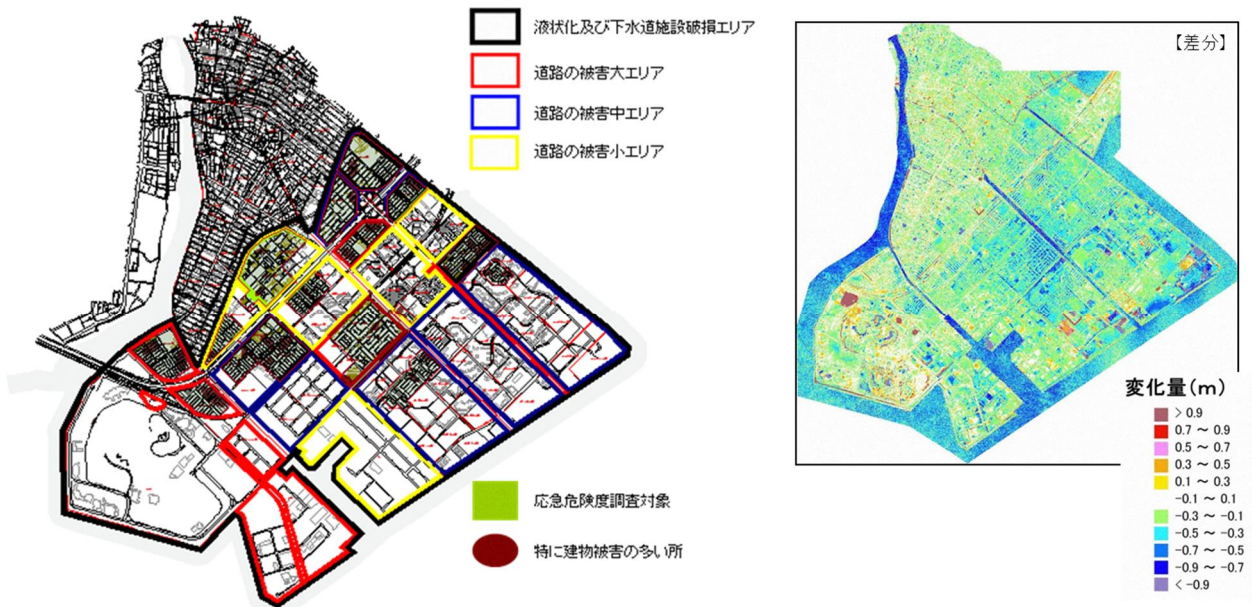 液状化及び下水道施設破損エリア
道路の被害大エリア
道路の被害中エリア
道路の被害小エリア
応急危険度調査対象
特に建物被害の多い所
【差分】
変化量(m)
> 0.9
0.7 ～ 0.9
0.5 ～ 0.7
0.3 ～ 0.5
0.1 ～ 0.3
-0.1 ～ 0.1
-0.3 ～ -0.1
-0.5 ～ -0.3
-0.7 ～ -0.5
-0.9 ～ -0.7
< -0.9